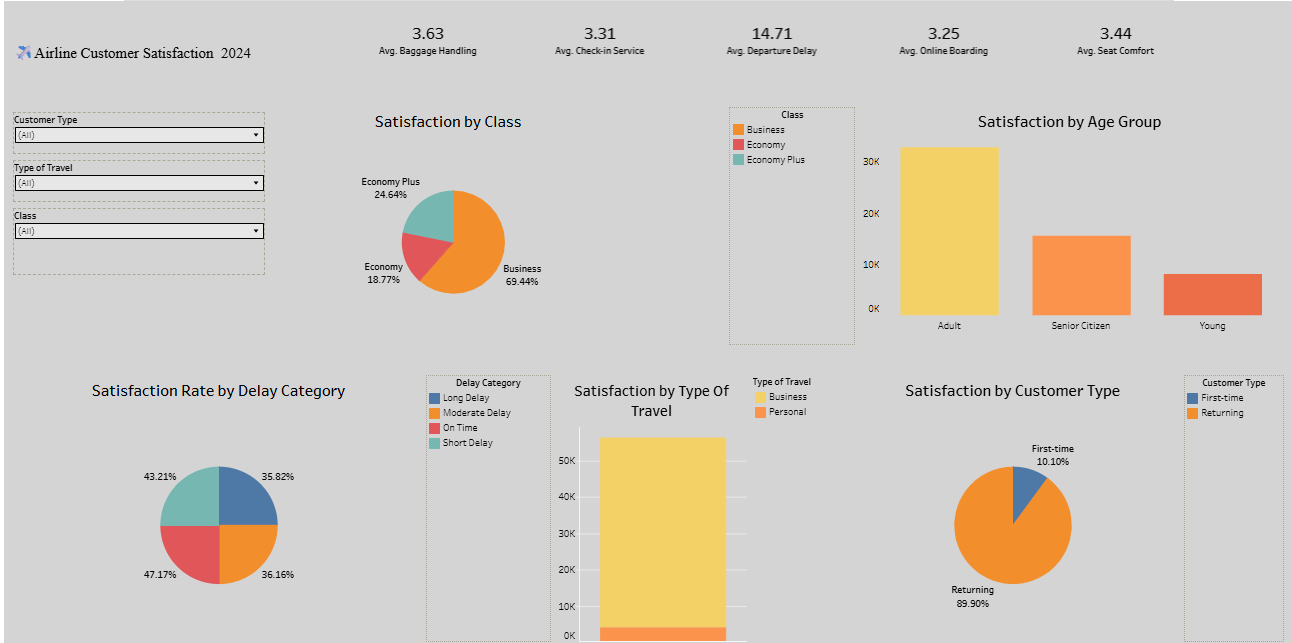 ✈️ Airline Customer Satisfaction 2024
3.63
Avg. Baggage Handling
3.31
Avg. Check-in Service
14.71
Avg. Departure Delay
3.25
Avg. Online Boarding
3.44
Avg. Seat Comfort
Customer Type
(All)
Type of Travel
(All)
Class
(All)
Satisfaction by Class
Economy Plus
24.64%
Economy
18.77%
Business
69.44%
Class
Business
Economy
Economy Plus
Satisfaction by Age Group
30K
20K
10K
0K
Adult
Senior Citizen
Young
Satisfaction Rate by Delay Category
43.21%
35.82%
47.17%
36.16%
Delay Category
Long Delay
Moderate Delay
On Time
Short Delay
Satisfaction by Type Of
Travel
50K
40K
30K
20K
10K
0K
Type of Travel
Business
Personal
Satisfaction by Customer Type
First-time
10.10%
Returning
89.90%
Customer Type
First-time
Returning